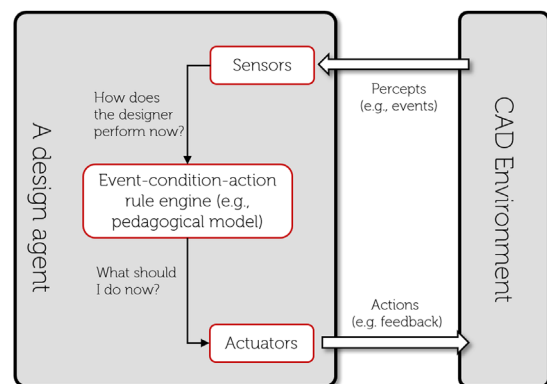 A design agent
Sensors
How does
the designer
perform now?
Event-condition-action
rule engine (e.g.,
pedagogical model)
What should
I do now?
Actuators
Percepts
(e.g., events)
Actions
(e.g. feedback)
CAD Environment